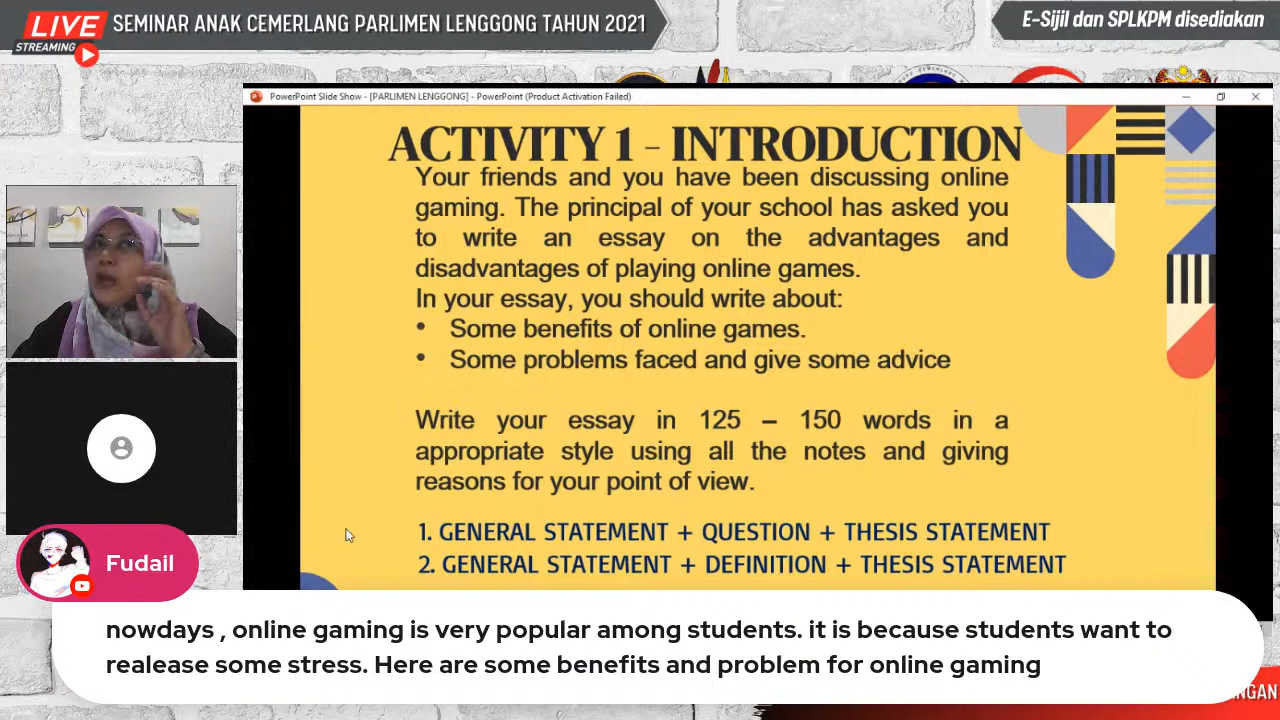 LIVE
STREAMING
SEMINAR ANAK CEMERLANG PARLIMEN LENGGONG TAHUN 2021
E-Sijil dan SPLKPM disediakan
PowerPoint Slide Show - [PARLIMEN LENGGONG] - PowerPoint (Product Activation Failed)
ACTIVITY 1 – INTRODUCTION
Your friends and you have been discussing online
gaming. The principal of your school has asked you
to write an essay on the advantages and
disadvantages of playing online games.
In your essay, you should write about:
• Some benefits of online games.
• Some problems faced and give some advice
Write your essay in 125 – 150 words in a
appropriate style using all the notes and giving
reasons for your point of view.
1. GENERAL STATEMENT + QUESTION + THESIS STATEMENT
2. GENERAL STATEMENT + DEFINITION + THESIS STATEMENT
Fudail
nowdays , online gaming is very popular among students. it is because students want to
realease some stress. Here are some benefits and problem for online gaming